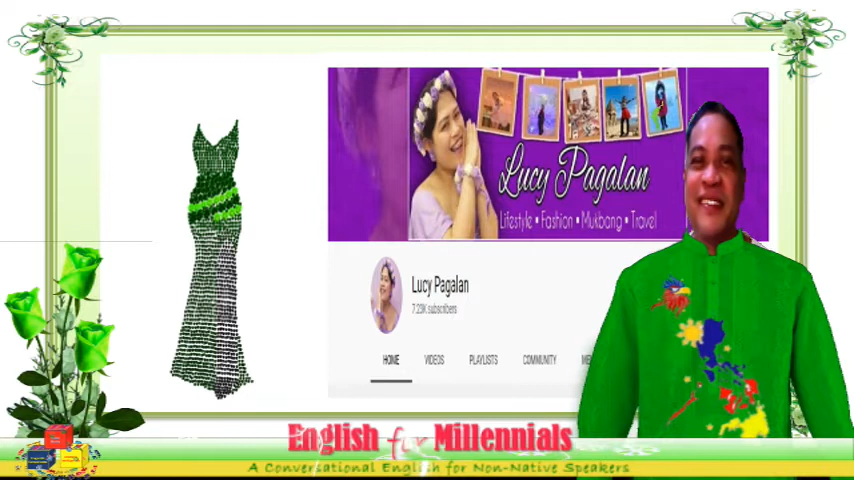 Lucy Pagalan
Lifestyle • Fashion • Mukbang • Travel
Lucy Pagalan
7.23K subscribers
HOME VIDEOS PLAYLISTS COMMUNITY
English for Millennials
A Conversational English for Non-Native Speakers